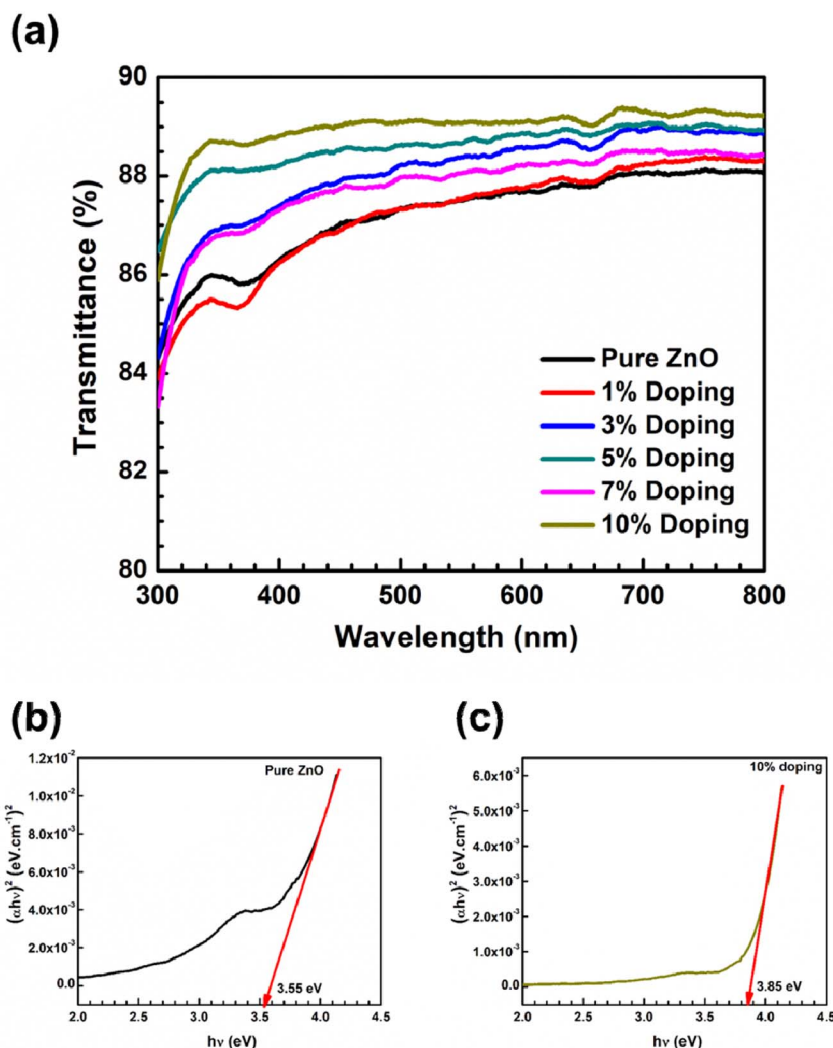 (a)
90
88
86
84
82
80
Transmittance (%)
300 400 500 600 700 800
Wavelength (nm)
Pure ZnO
1% Doping
3% Doping
5% Doping
7% Doping
10% Doping
(b)
1.2x10⁻²
1.0x10⁻²
8.0x10⁻³
6.0x10⁻³
4.0x10⁻³
2.0x10⁻³
0.0
(αhν)² (eV.cm⁻¹)²
Pure ZnO
3.55 eV
2.0 2.5 3.0 3.5 4.0 4.5
hν (eV)
(c)
6.0x10⁻³
5.0x10⁻³
4.0x10⁻³
3.0x10⁻³
2.0x10⁻³
1.0x10⁻³
0.0
(αhν)² (eV.cm⁻¹)²
10% doping
3.85 eV
2.0 2.5 3.0 3.5 4.0 4.5
hν (eV)